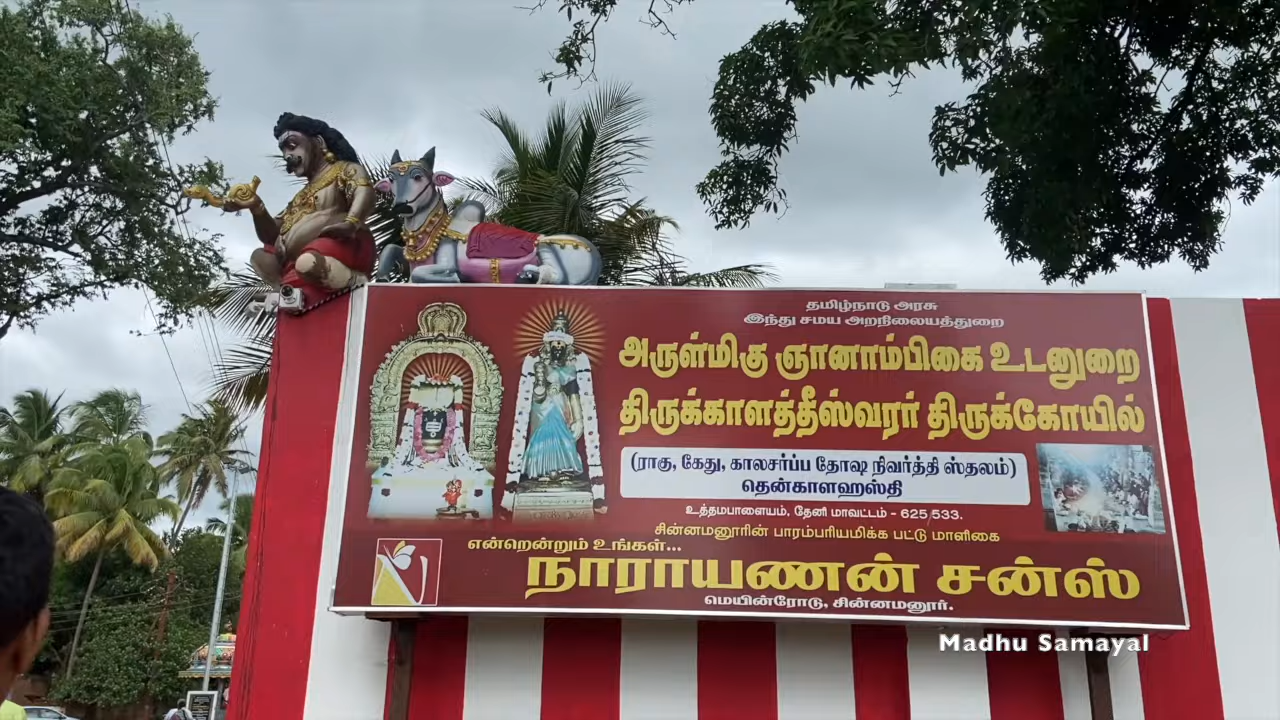 தமிழ்நாடு அரசு
இந்து சமய அறநிலையத்துறை
அருள்மிகு ஞானாம்பிகை உடனுறை
திருக்காளத்தீஸ்வரர் திருக்கோயில்
(ராகு, கேது, காலசர்ப்ப தோஷ நிவர்த்தி ஸ்தலம்)
தென்காளஹஸ்தி
உத்தமபாளையம், தேனி மாவட்டம் - 625 533.
சின்னமனூரின் பாரம்பரியமிக்க பட்டு மாளிகை
என்றென்றும் உங்கள்...
நாராயணன் சன்ஸ்
மெயின்ரோடு, சின்னமனூர்.
Madhu Samayal